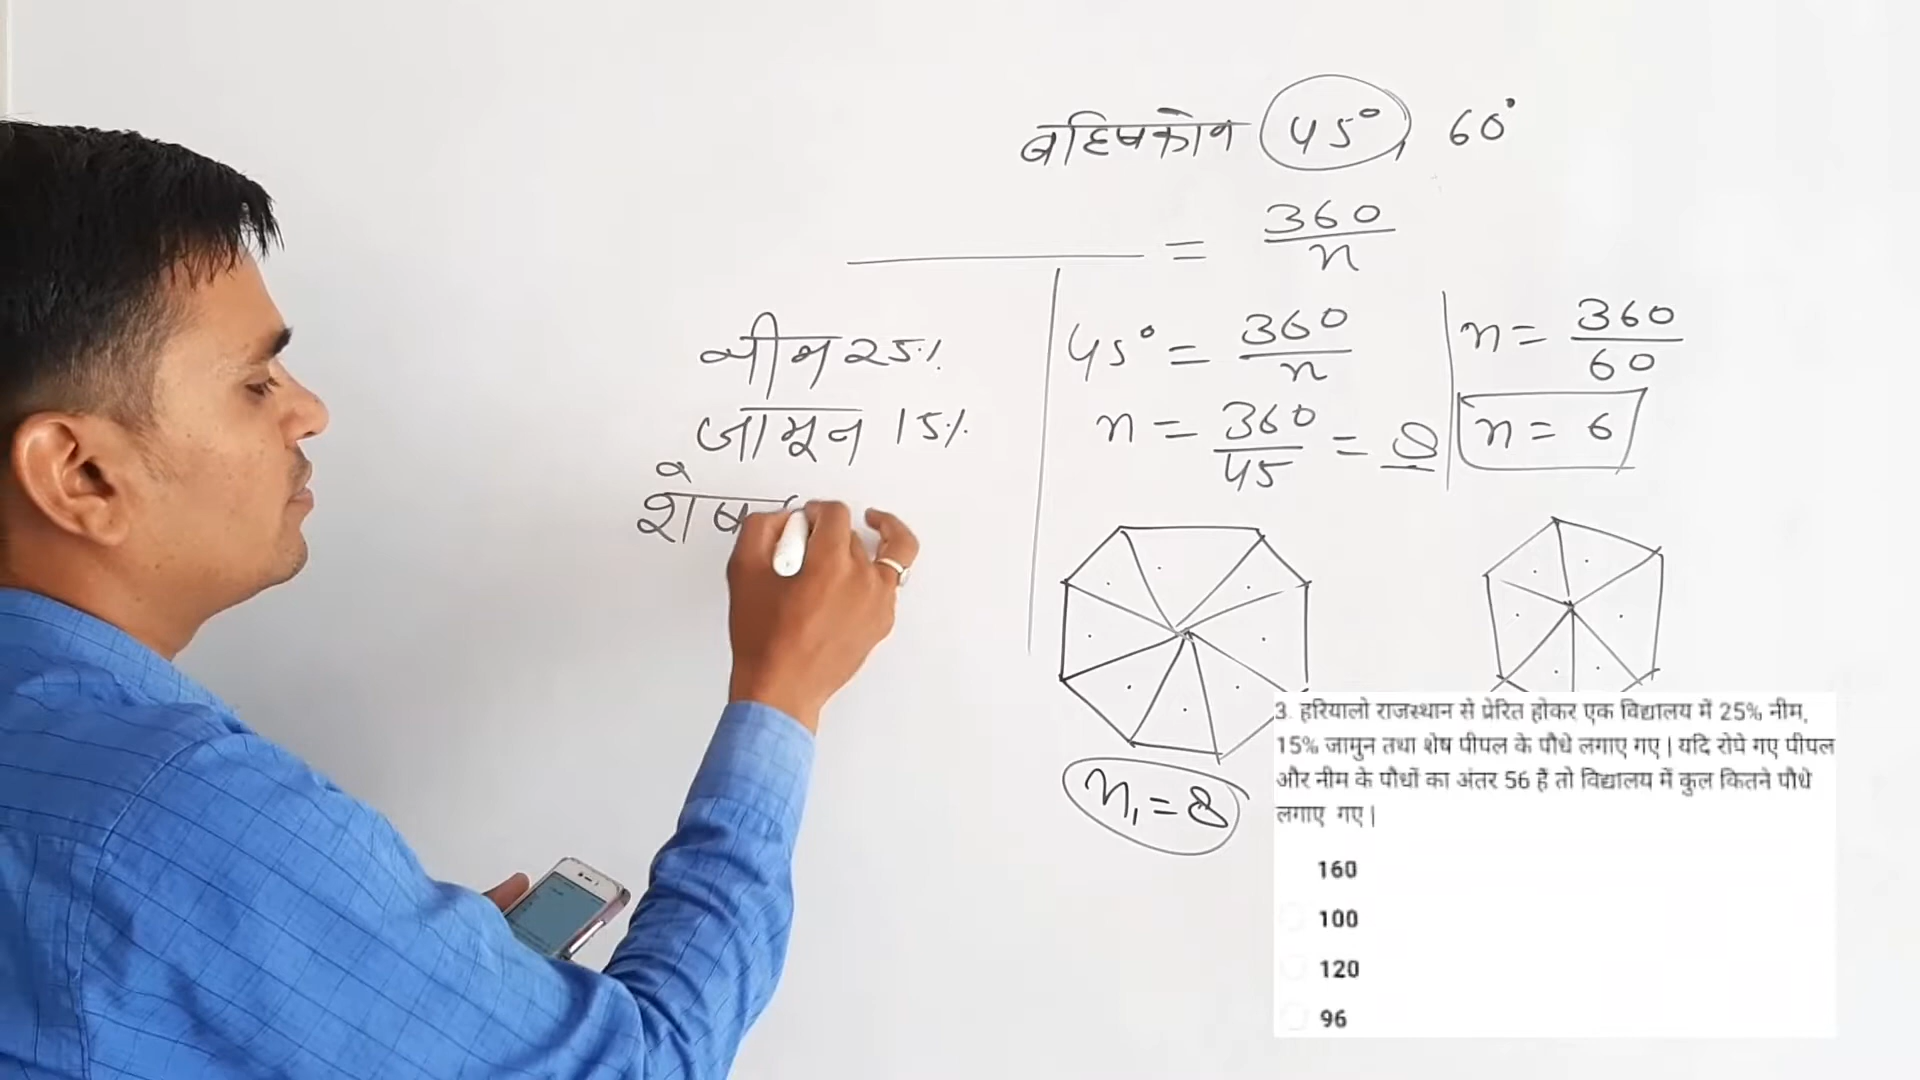 बहिषकोन 45°, 60°
= 360/n
45° = 360/n
n = 360/45 = 8
n = 360/60
n = 6
नीम 25%
जामून 15%
शेष
n₁ = 8
3. हरियालो राजस्थान से प्रेरित होकर एक विद्यालय में 25% नीम,
15% जामुन तथा शेष पीपल के पौधे लगाए गए | यदि रोपे गए पीपल
और नीम के पौधों का अंतर 56 हैं तो विद्यालय में कुल कितने पौधे
लगाए गए |
160
100
120
96